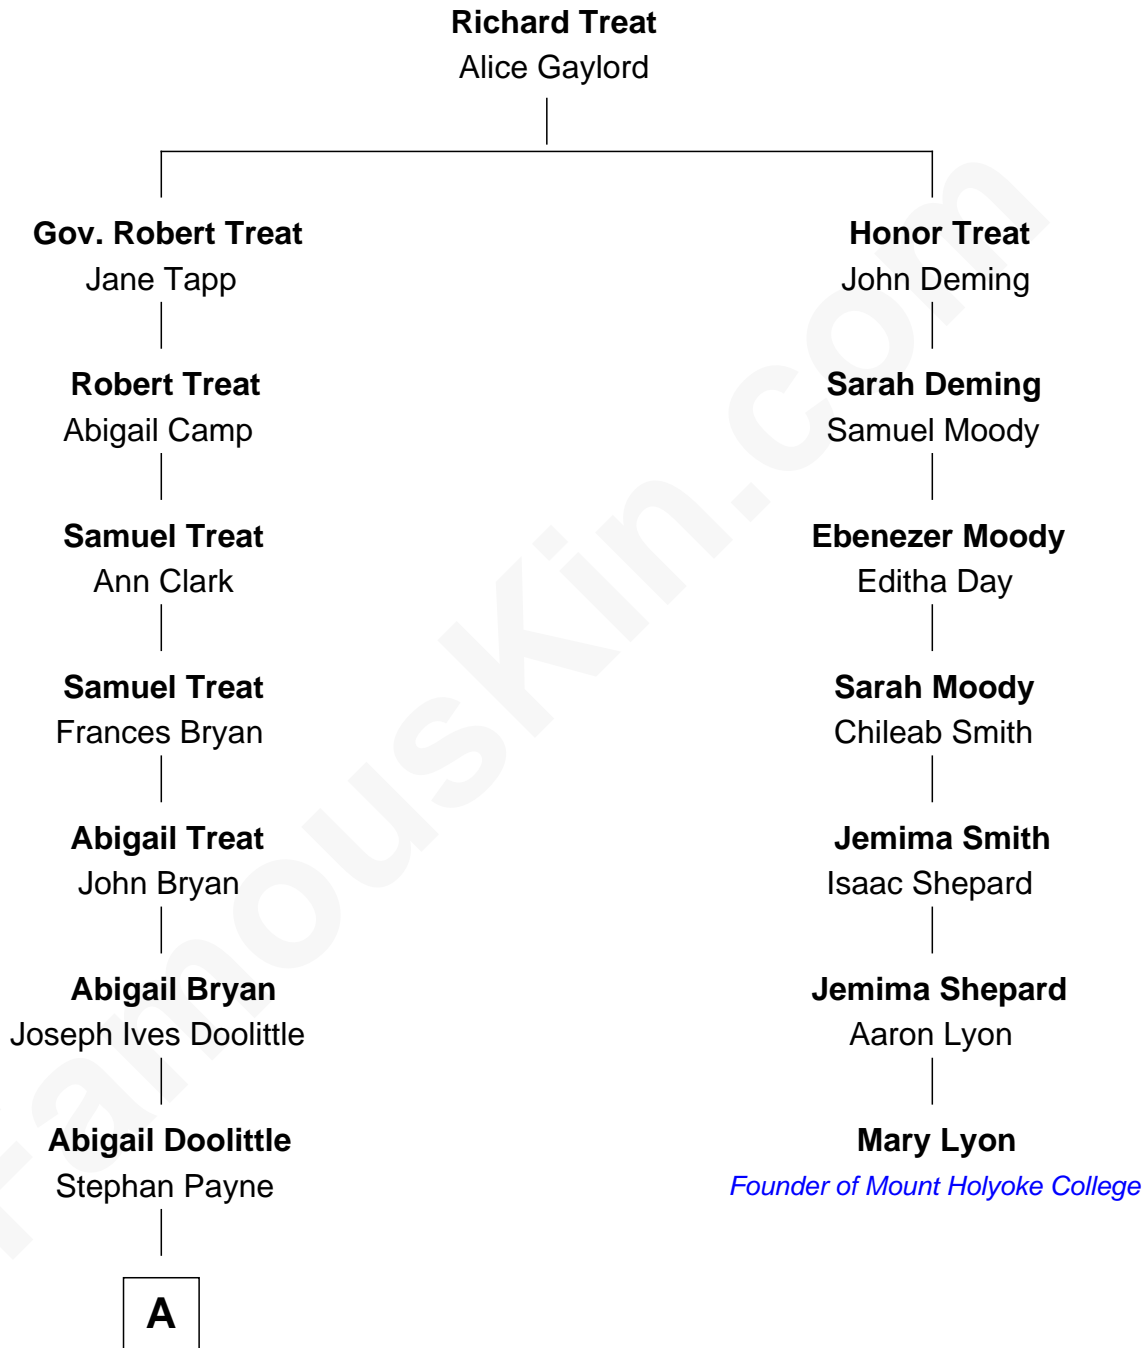 Richard Treat
Alice Gaylord
Gov. Robert Treat
Jane Tapp
Honor Treat
John Deming
Robert Treat
Abigail Camp
Sarah Deming
Samuel Moody
Samuel Treat
Ann Clark
Ebenezer Moody
Editha Day
Samuel Treat
Frances Bryan
Sarah Moody
Chileab Smith
Abigail Treat
John Bryan
Jemima Smith
Isaac Shepard
Abigail Bryan
Joseph Ives Doolittle
Jemima Shepard
Aaron Lyon
Abigail Doolittle
Stephan Payne
Mary Lyon
Founder of Mount Holyoke College
A
FamousKin.com